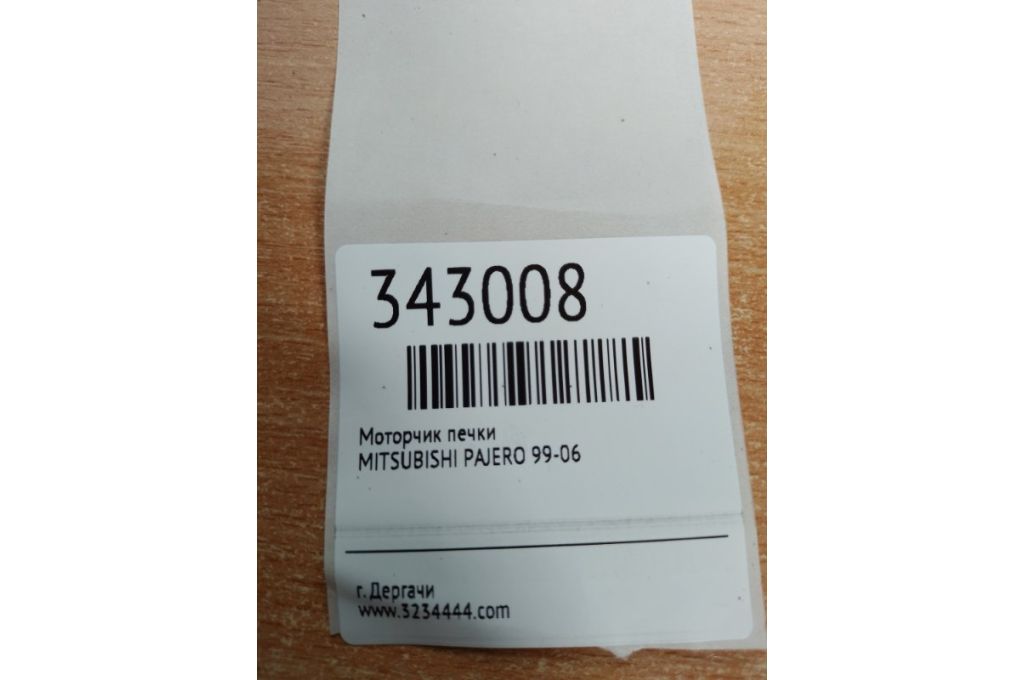 343008
Моторчик печки
MITSUBISHI PAJERO 99-06
г. Дергачи
www.3234444.com